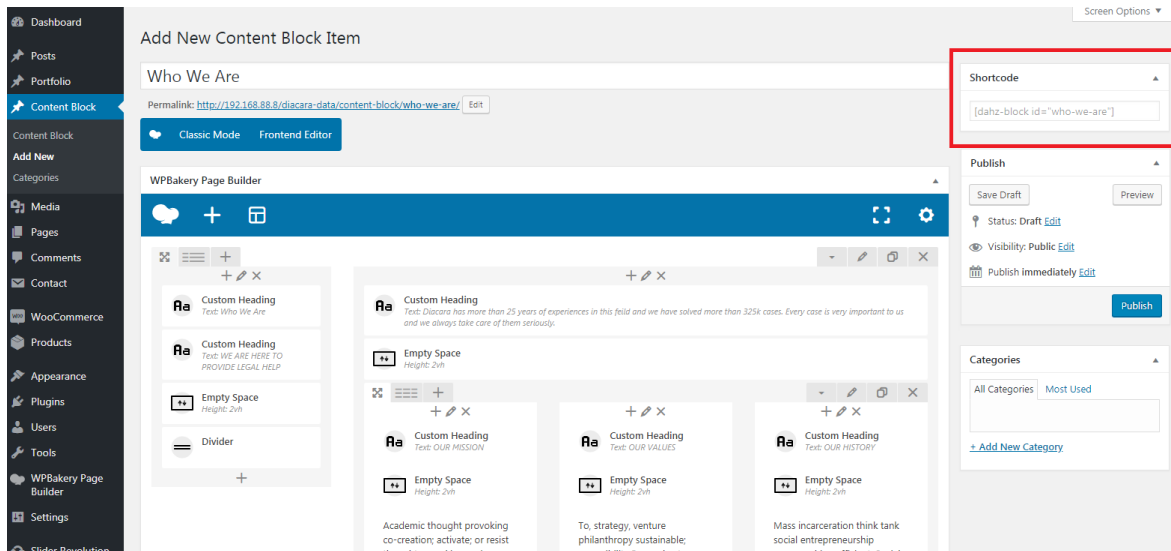 Screen Options ▼
Dashboard
Posts
Portfolio
Content Block
Content Block
Add New
Categories
Media
Pages
Comments
Contact
WooCommerce
Products
Appearance
Plugins
Users
Tools
WPBakery Page
Builder
Settings
Slider Revolution
Add New Content Block Item
Who We Are
Permalink: http://192.168.88.8/diacara-data/content-block/who-we-are/ Edit
Classic Mode Frontend Editor
WPBakery Page Builder
Custom Heading
Text: Who We Are
Custom Heading
Text: WE ARE HERE TO
PROVIDE LEGAL HELP
Empty Space
Height: 2vh
Divider
Custom Heading
Text: Diacara has more than 25 years of experiences in this feild and we have solved more than 325k cases. Every case is very important to us
and we always take care of them seriously.
Empty Space
Height: 2vh
Custom Heading
Text: OUR MISSION
Empty Space
Height: 2vh
Academic thought provoking
co-creation; activate; or resist
Custom Heading
Text: OUR VALUES
Empty Space
Height: 2vh
To, strategy, venture
philanthropy sustainable;
Custom Heading
Text: OUR HISTORY
Empty Space
Height: 2vh
Mass incarceration think tank
social entrepreneurship
Shortcode
[dahz-block id="who-we-are"]
Publish
Save Draft Preview
Status: Draft Edit
Visibility: Public Edit
Publish immediately Edit
Publish
Categories
All Categories Most Used
+ Add New Category